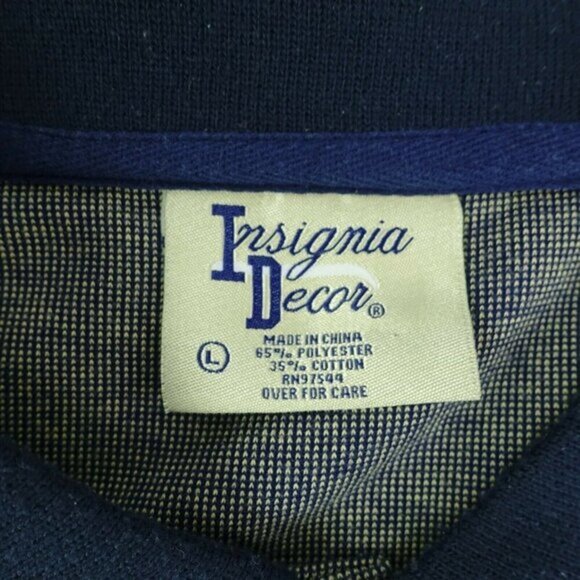 Insignia
Decor®
MADE IN CHINA
65% POLYESTER
35% COTTON
RN97544
OVER FOR CARE
L